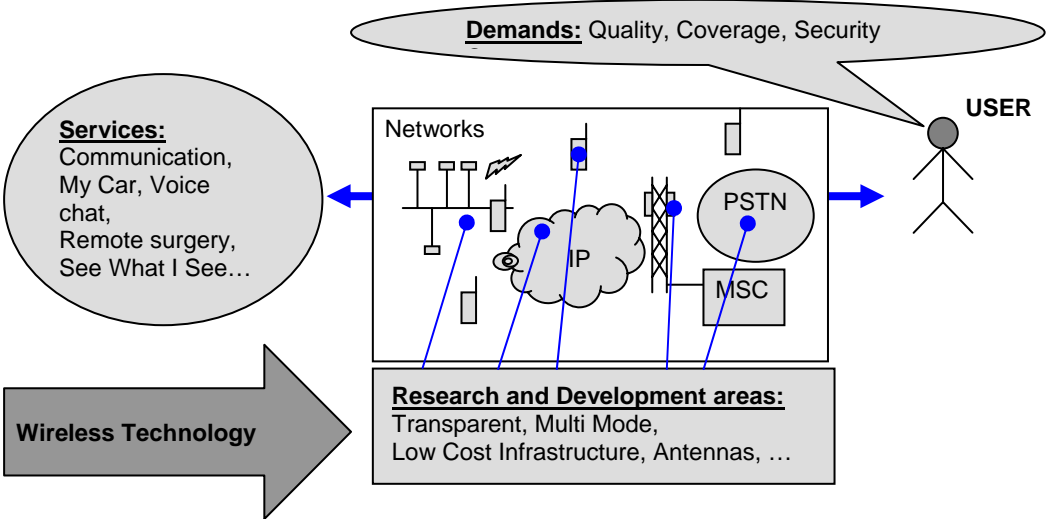 Demands: Quality, Coverage, Security
USER
Services:
Communication,
My Car, Voice
chat,
Remote surgery,
See What I See…
Networks
PSTN
IP
MSC
Wireless Technology
Research and Development areas:
Transparent, Multi Mode,
Low Cost Infrastructure, Antennas, …